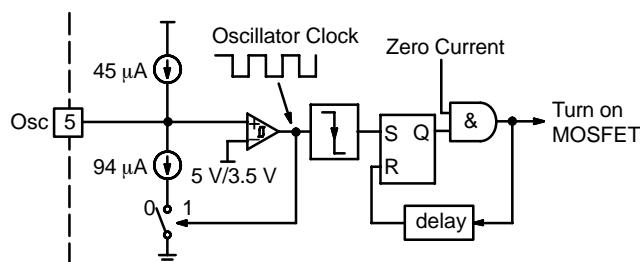 Oscillator Clock
Zero Current
45 µA
Osc 5
S Q
R
&
Turn on
MOSFET
94 µA
5 V/3.5 V
0 1
delay